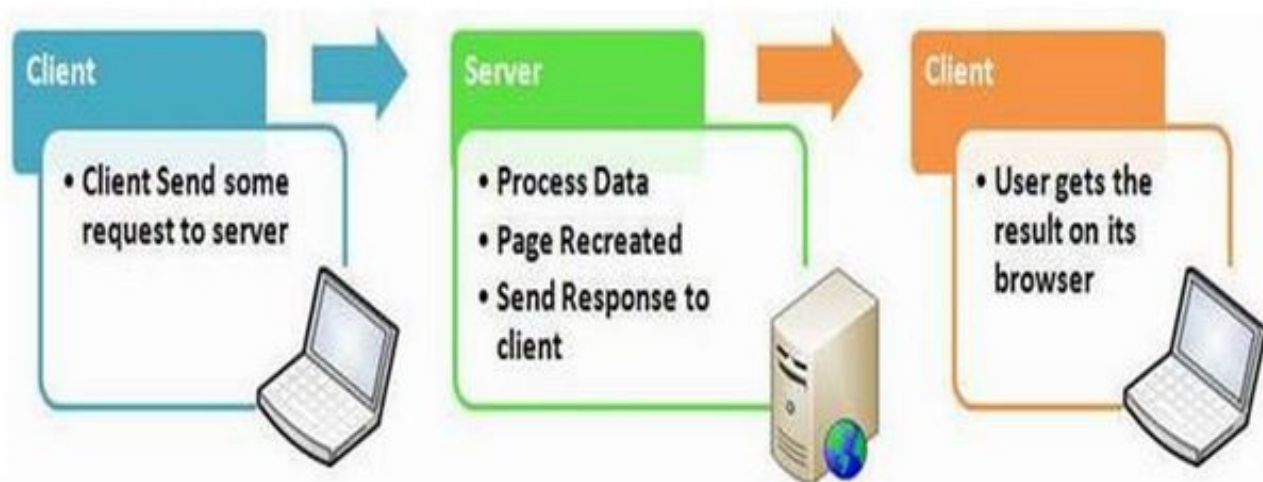 Client
• Client Send some
request to server
Server
• Process Data
• Page Recreated
• Send Response to
client
Client
• User gets the
result on its
browser